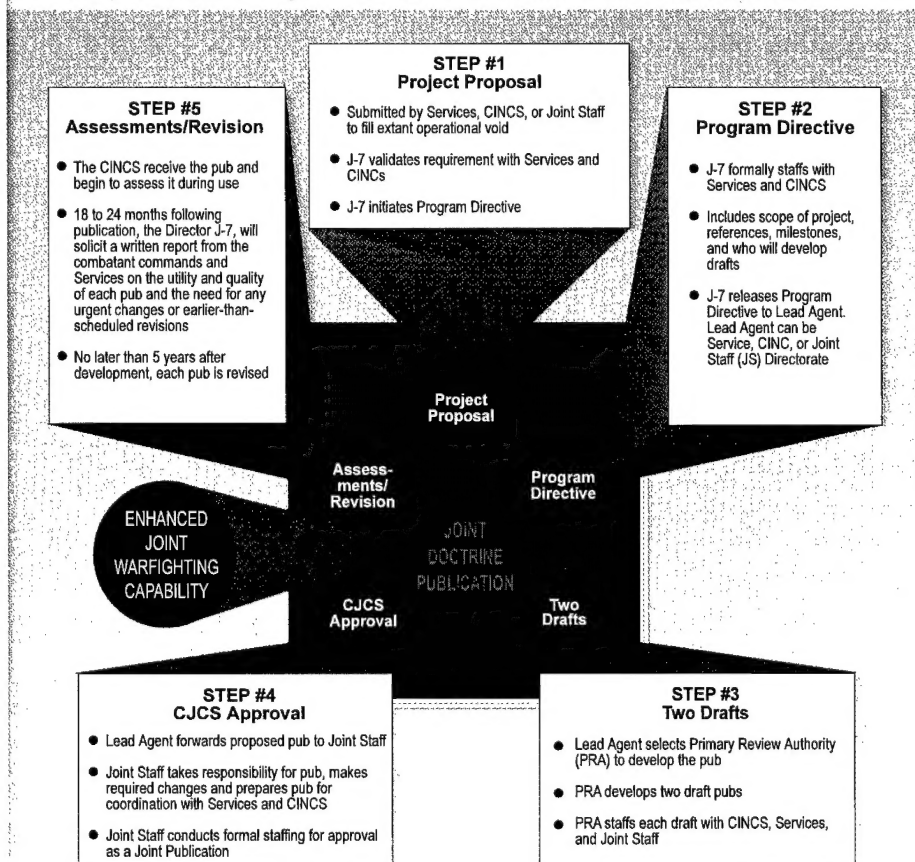 STEP #1
Project Proposal
● Submitted by Services, CINCS, or Joint Staff
to fill extant operational void
● J-7 validates requirement with Services and
CINCs
● J-7 initiates Program Directive
STEP #2
Program Directive
● J-7 formally staffs with
Services and CINCS
● Includes scope of project,
references, milestones,
and who will develop
drafts
● J-7 releases Program
Directive to Lead Agent.
Lead Agent can be
Service, CINC, or Joint
Staff (JS) Directorate
STEP #3
Two Drafts
● Lead Agent selects Primary Review Authority
(PRA) to develop the pub
● PRA develops two draft pubs
● PRA staffs each draft with CINCS, Services,
and Joint Staff
STEP #4
CJCS Approval
● Lead Agent forwards proposed pub to Joint Staff
● Joint Staff takes responsibility for pub, makes
required changes and prepares pub for
coordination with Services and CINCS
● Joint Staff conducts formal staffing for approval
as a Joint Publication
STEP #5
Assessments/Revision
● The CINCS receive the pub and
begin to assess it during use
● 18 to 24 months following
publication, the Director J-7, will
solicit a written report from the
combatant commands and
Services on the utility and quality
of each pub and the need for any
urgent changes or earlier-than-
scheduled revisions
● No later than 5 years after
development, each pub is revised
Project
Proposal
Program
Directive
Two
Drafts
CJCS
Approval
Assess-
ments/
Revision
JOINT
DOCTRINE
PUBLICATION
ENHANCED
JOINT
WARFIGHTING
CAPABILITY